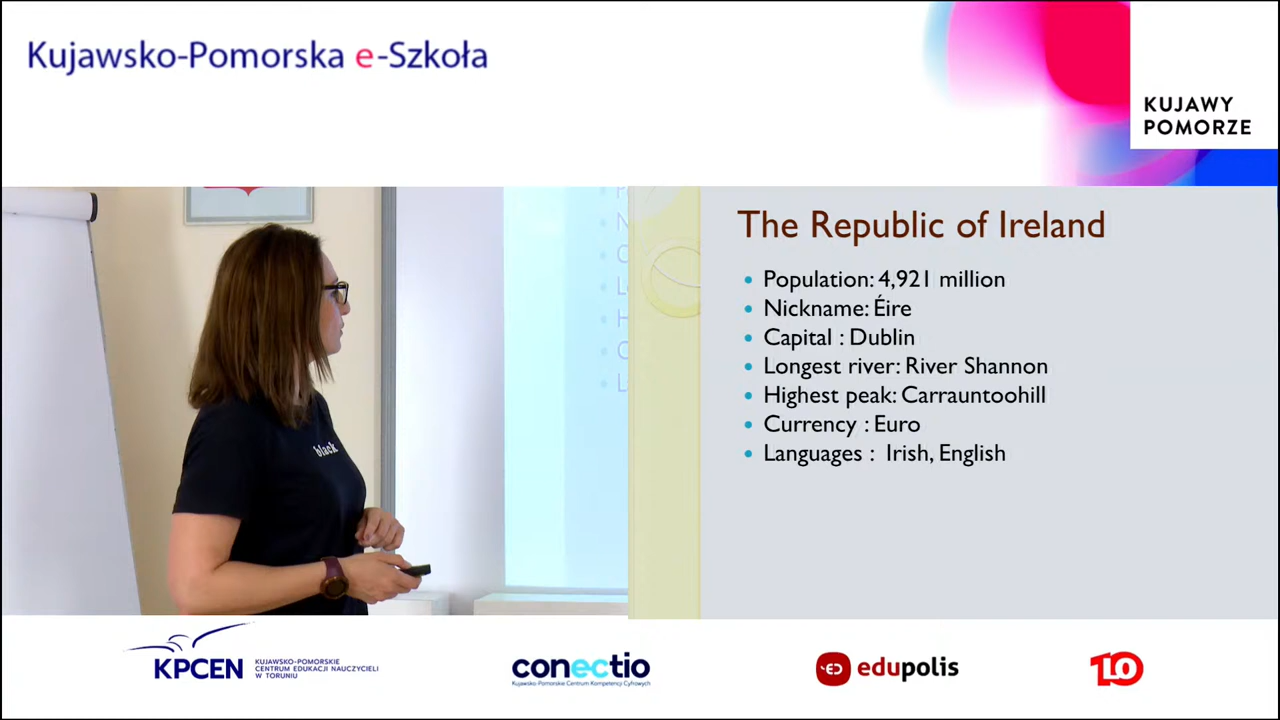 Kujawsko-Pomorska e-Szkoła
KUJAWY
POMORZE
The Republic of Ireland
• Population: 4,921 million
• Nickname: Éire
• Capital : Dublin
• Longest river: River Shannon
• Highest peak: Carrauntoohill
• Currency : Euro
• Languages : Irish, English
black
KPCEN
KUJAWSKO-POMORSKIE
CENTRUM EDUKACJI NAUCZYCIELI
W TORUNIU
conectio
Kujawsko-Pomorskie Centrum Kompetencji Cyfrowych
edupolis
1LO